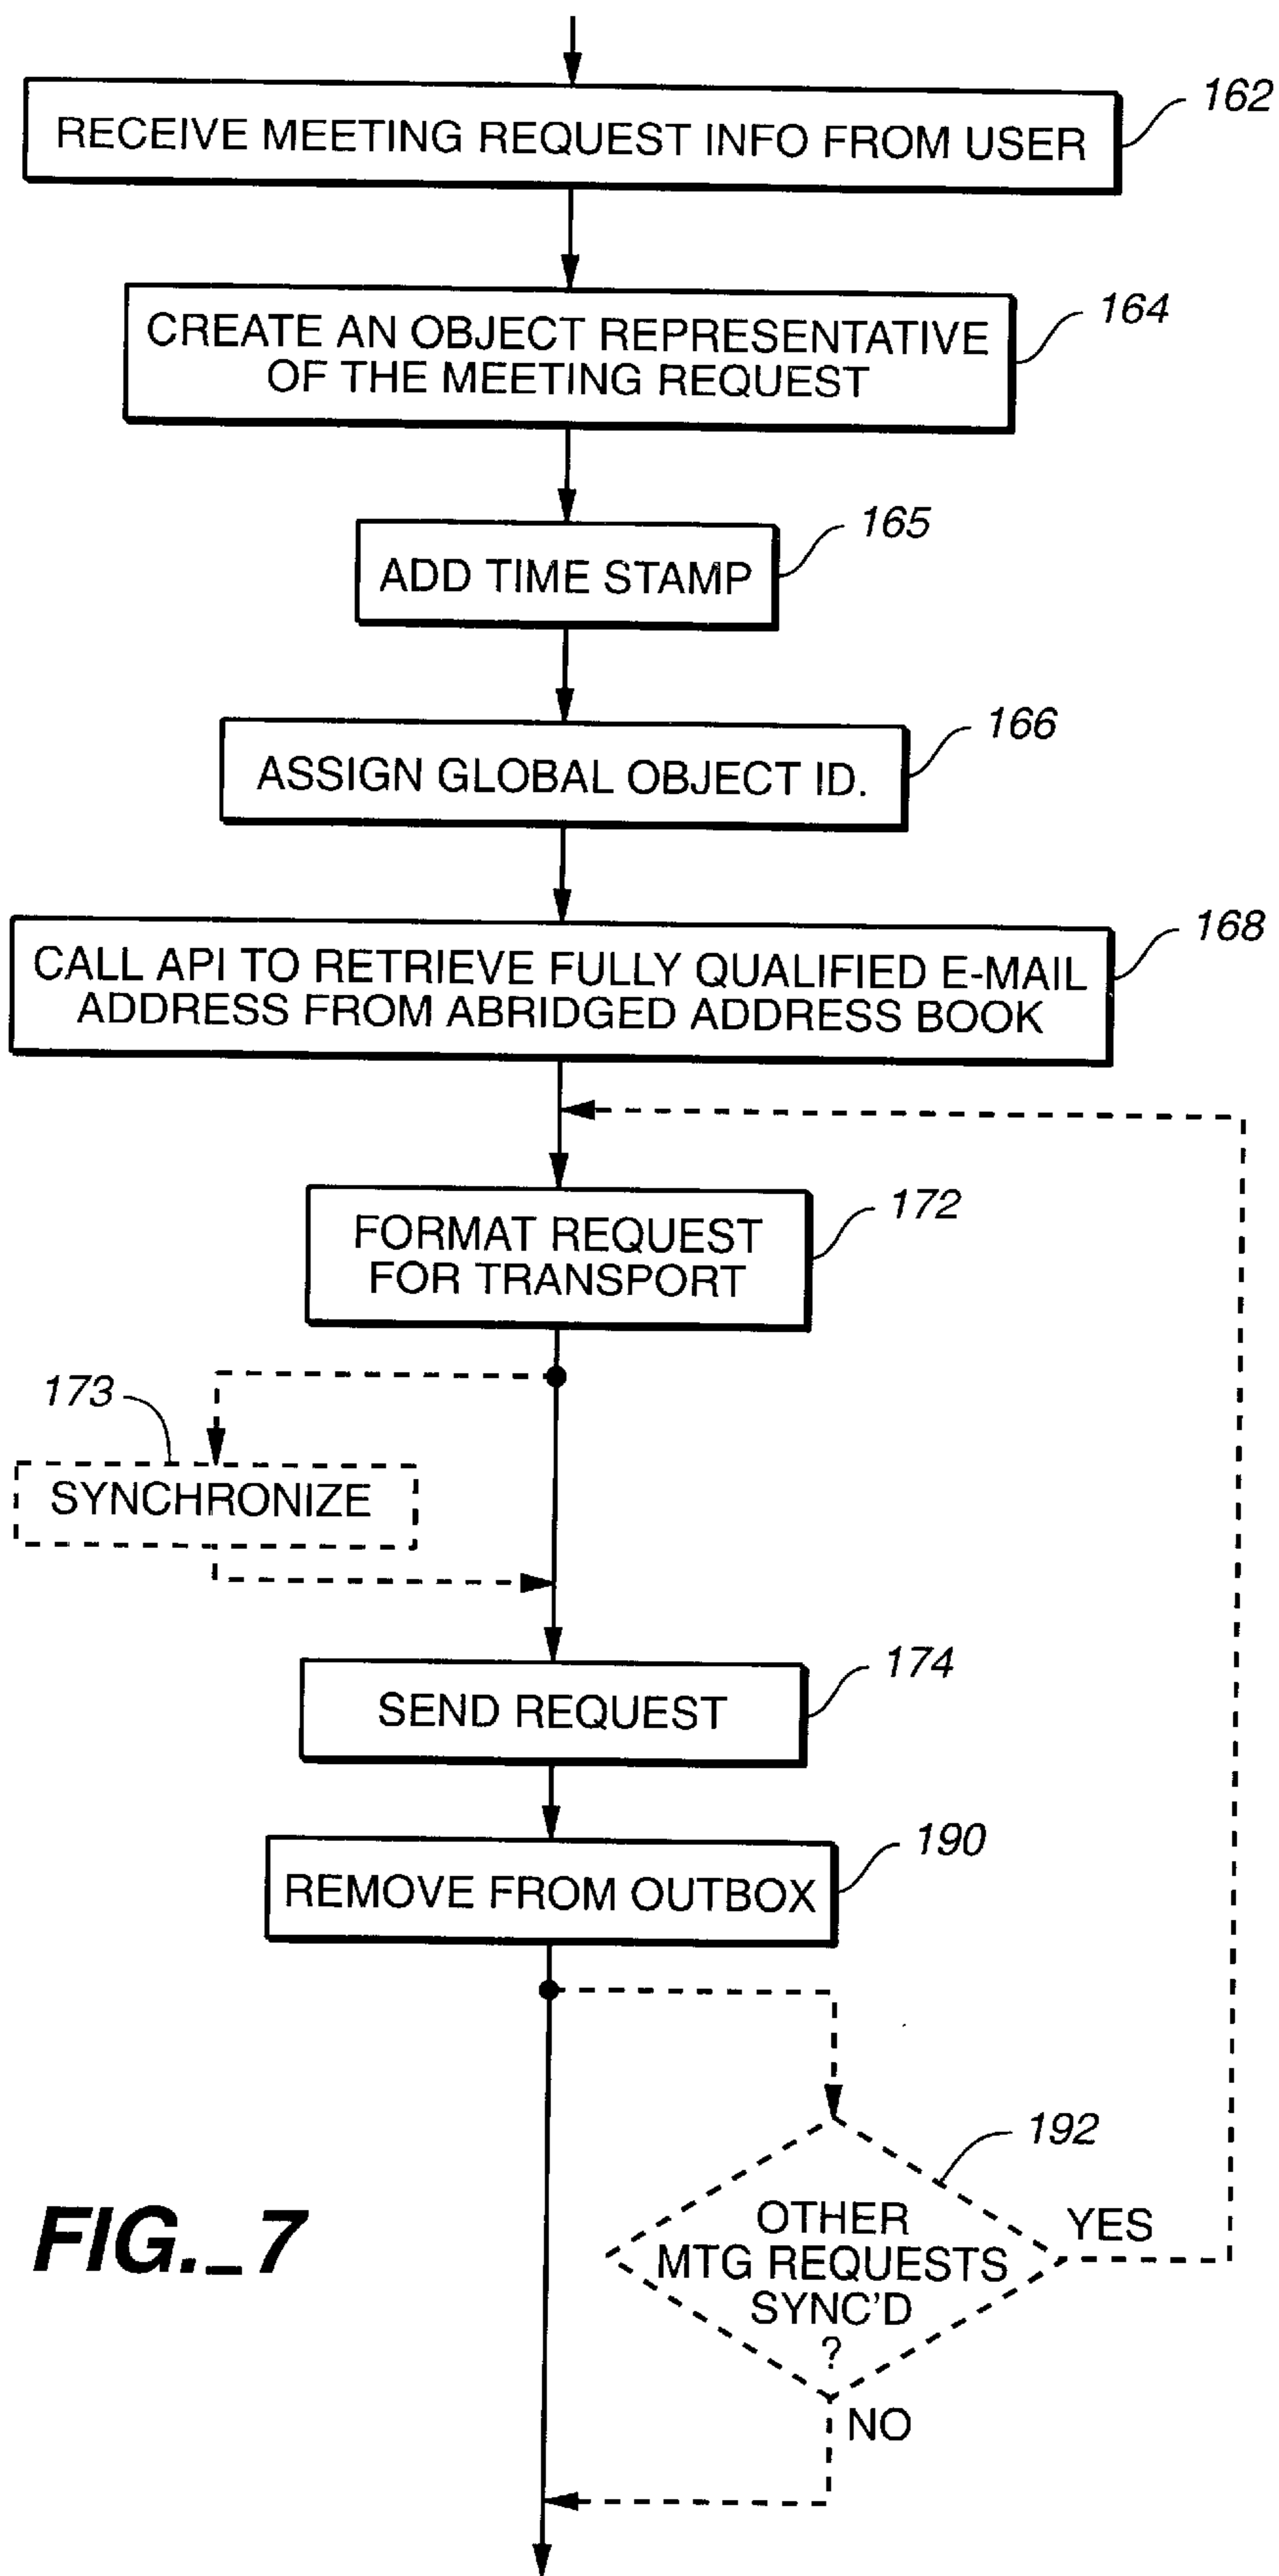 162
RECEIVE MEETING REQUEST INFO FROM USER
164
CREATE AN OBJECT REPRESENTATIVE
OF THE MEETING REQUEST
165
ADD TIME STAMP
166
ASSIGN GLOBAL OBJECT ID.
168
CALL API TO RETRIEVE FULLY QUALIFIED E-MAIL
ADDRESS FROM ABRIDGED ADDRESS BOOK
172
FORMAT REQUEST
FOR TRANSPORT
173
SYNCHRONIZE
174
SEND REQUEST
190
REMOVE FROM OUTBOX
192
OTHER
MTG REQUESTS
SYNC'D
?
YES
NO
FIG._7